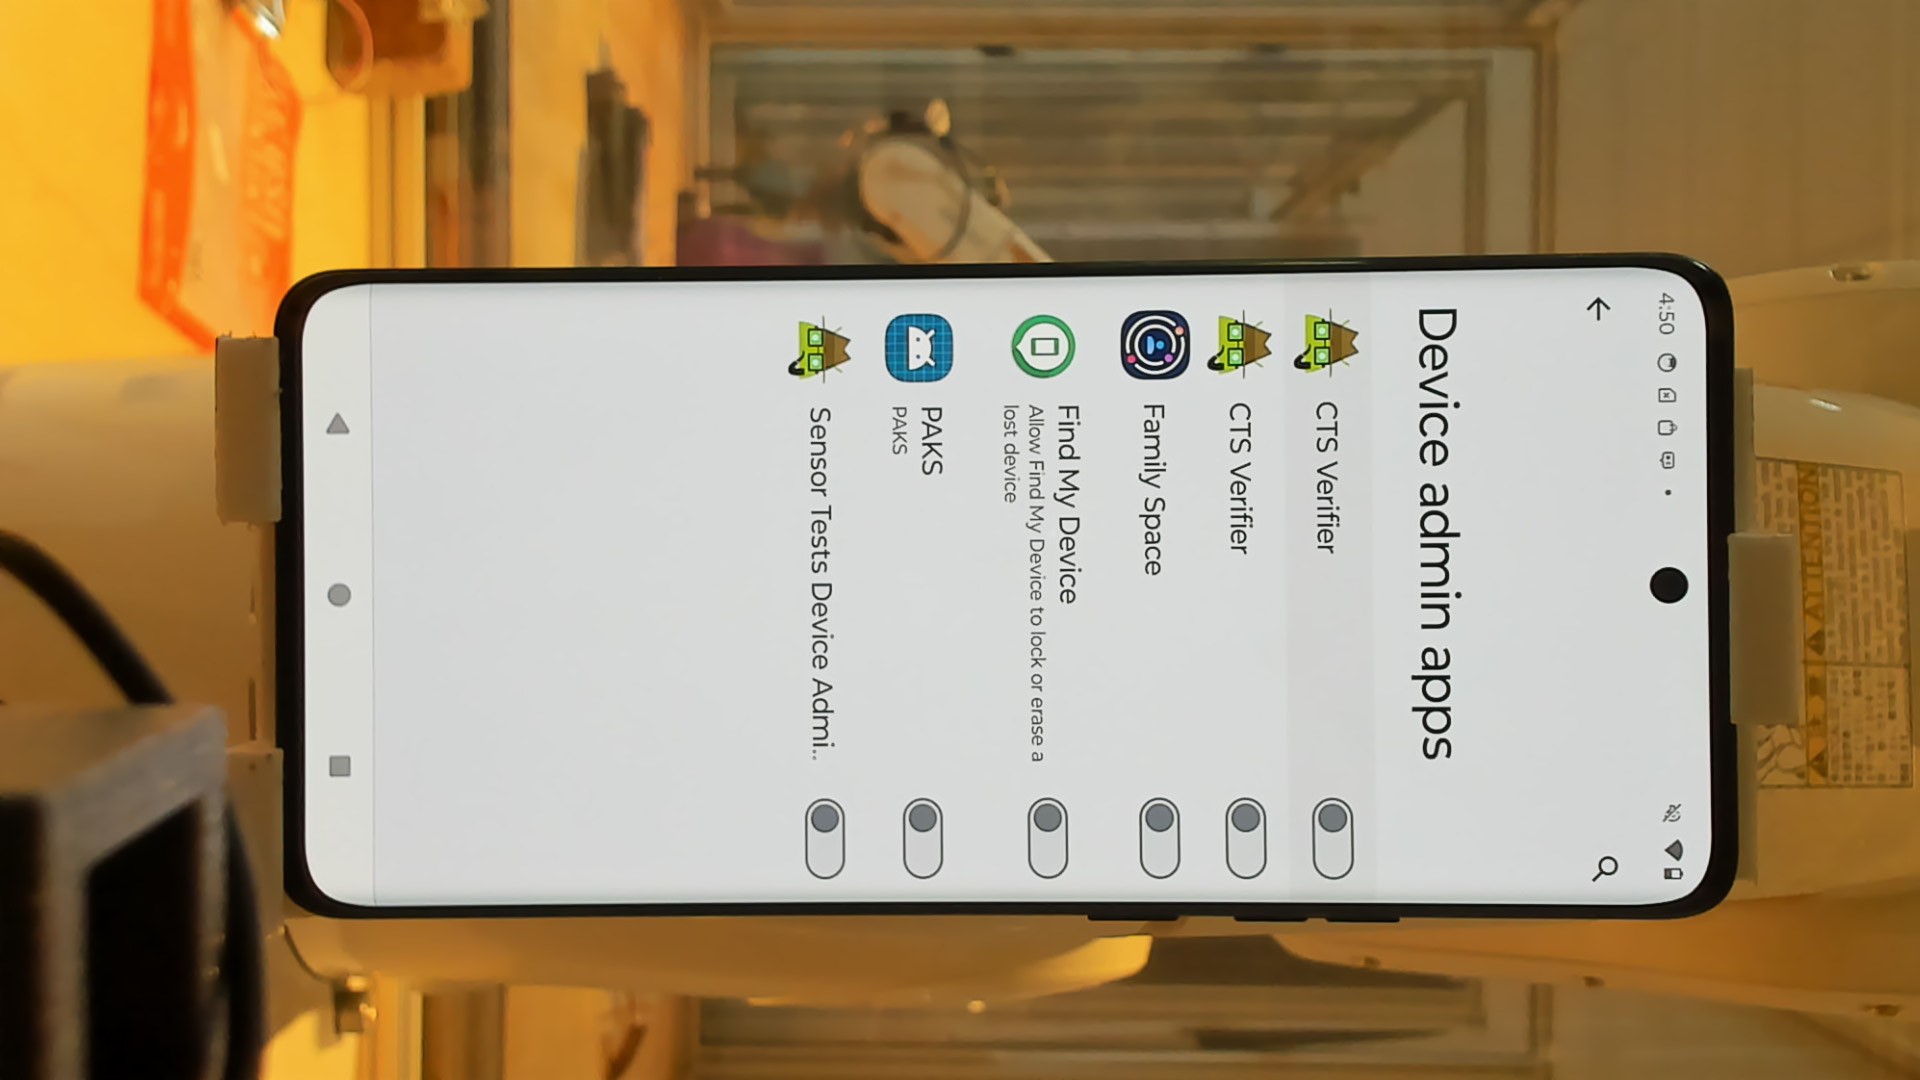 4:50
Device admin apps
CTS Verifier
CTS Verifier
Family Space
Find My Device
Allow Find My Device to lock or erase a
lost device
PAKS
PAKS
Sensor Tests Device Admi..
ATTENTION